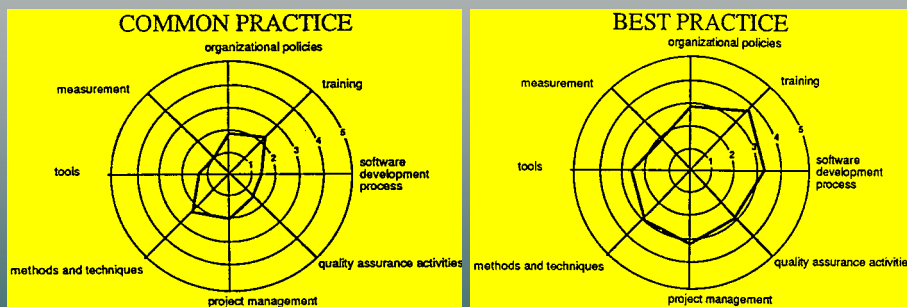 COMMON PRACTICE
organizational policies
measurement
training
1
2
3
4
5
tools
software
development
process
methods and techniques
quality assurance activities
project management
BEST PRACTICE
organizational policies
measurement
training
1
2
3
4
5
tools
software
development
process
methods and techniques
quality assurance activities
project management